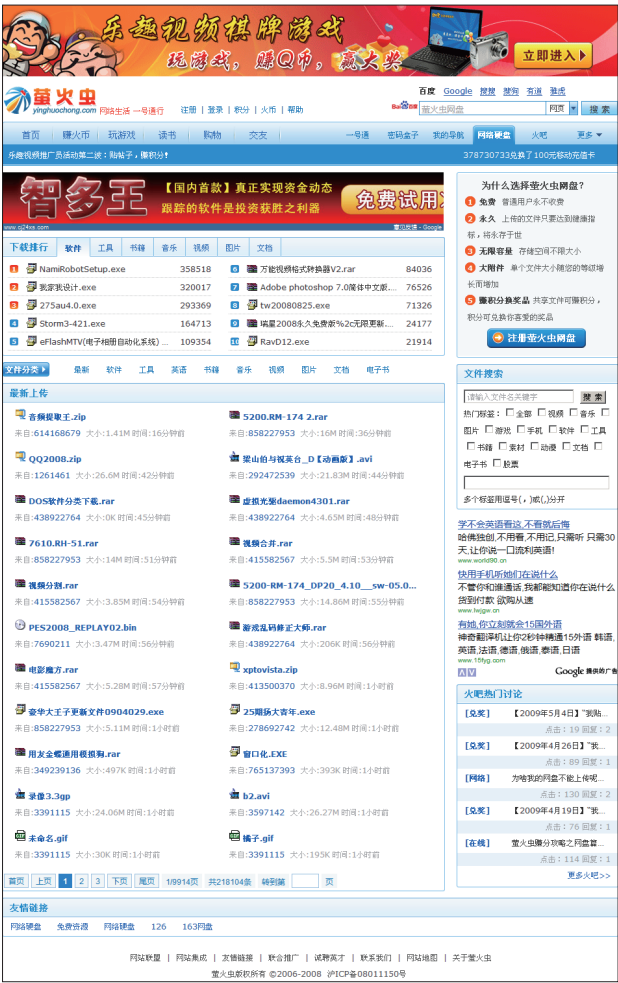 乐趣视频棋牌游戏
玩游戏，赚Q币，赢大奖
立即进入
萤火虫
yinghuochong.com 网络生活 一号通行
注册 | 登录 | 积分 | 火币 | 帮助
百度 Google 搜搜 搜狗 有道 雅虎
Bai百度 萤火虫网盘 网页 搜 索
首页 赚火币 玩游戏 读书 购物 交友 一号通 密码盒子 我的导航 网络硬盘 火吧 更多
乐趣视频推广员活动第二波：贴帖子，赚积分！ 378730733兑换了100元移动充值卡
智多王
【国内首款】真正实现资金动态
跟踪的软件是投资获胜之利器
免费试用
www.cj24xs.com
意见反馈 - Google
下载排行 软件 工具 书籍 音乐 视频 图片 文档
1 NamiRobotSetup.exe 358518
6 万能视频格式转换器V2.rar 84036
2 我家我设计.exe 320017
7 Adobe photoshop 7.0简体中文版.... 76526
3 275au4.0.exe 293369
8 tw20080825.exe 71326
4 Storm3-421.exe 164713
9 瑞星2008永久免费版%2c无限更新.... 24177
5 eFlashMTV(电子相册自动化系统) ... 109354
10 RavD12.exe 21914
为什么选择萤火虫网盘？
1 免费 普通用户永不收费
2 永久 上传的文件只要达到健康指
标，将永存于世
3 无限容量 存储空间不限大小
4 大附件 单个文件大小随您的等级增
长而增加
5 赚积分换奖品 共享文件可赚积分，
积分可兑换你喜爱的奖品
注册萤火虫网盘
文件分类 最新 软件 工具 英语 书籍 音乐 视频 图片 文档 电子书
最新上传
音频提取王.zip
来自:614168679 大小:1.41M 时间:16分钟前
5200.RM-174 2.rar
来自:858227953 大小:16M 时间:36分钟前
QQ2008.zip
来自:1261461 大小:26.6M 时间:42分钟前
梁山伯与祝英台_D【动画版】.avi
来自:292472539 大小:21.83M 时间:44分钟前
DOS软件分类下载.rar
来自:438922764 大小:0K 时间:45分钟前
虚拟光驱daemon4301.rar
来自:438922764 大小:4.65M 时间:48分钟前
7610.RH-51.rar
来自:858227953 大小:14M 时间:51分钟前
视频合并.rar
来自:415582567 大小:5.5M 时间:53分钟前
视频分割.rar
来自:415582567 大小:3.85M 时间:54分钟前
5200-RM-174_DP20_4.10__sw-05.0...
来自:858227953 大小:14.86M 时间:55分钟前
PES2008_REPLAY02.bin
来自:7690211 大小:3.47M 时间:56分钟前
游戏乱码修正大师.rar
来自:438922764 大小:206K 时间:56分钟前
电影魔方.rar
来自:415582567 大小:5.28M 时间:57分钟前
xptovista.zip
来自:413500370 大小:8.96M 时间:1小时前
豪华大王子更新文件0904029.exe
来自:858227953 大小:5.11M 时间:1小时前
25期扬大青年.exe
来自:278692742 大小:12.48M 时间:1小时前
用友金蝶通用模拟狗.rar
来自:349239136 大小:497K 时间:1小时前
窗口化.EXE
来自:765137393 大小:393K 时间:1小时前
录像3.3gp
来自:3391115 大小:24.06M 时间:1小时前
b2.avi
来自:3597142 大小:26.27M 时间:1小时前
未命名.gif
来自:3391115 大小:30K 时间:1小时前
橘子.gif
来自:3391115 大小:195K 时间:1小时前
首页 上页 1 2 3 下页 尾页 1/9914页 共218104条 转到第 页
文件搜索
请输入文件名关键字 搜 索
热门标签： 全部 视频 音乐
图片 游戏 手机 软件 工具
书籍 素材 动漫 文档
电子书 股票
多个标签用逗号(，)或(,)分开
学不会英语看这,不看就后悔
哈佛独创,不用看,不用记,只需听 只需30
天,让你说一口流利英语!
www.world90.cn
快用手机听她们在说什么
不管你和谁通话,我都能知道你在说什么
货到付款 欲购从速
www.lwjgw.cn
有她,你立刻就会15国外语
神奇翻译机让你2秒钟精通15外语 韩语,
英语,法语,德语,俄语,泰语,日语
www.15fyg.com
Google 提供的广告
火吧热门讨论
[兑奖] 【2009年5月4日】"我贴...
点击：19 回复：2
[兑奖] 【2009年4月26日】"我...
点击：89 回复：1
[网络] 为啥我的网盘不能上传呢...
点击：130 回复：2
[兑奖] 【2009年4月19日】"我...
点击：76 回复：1
[在线] 萤火虫赚分攻略之网盘篇...
点击：114 回复：1
更多火吧>>
友情链接
网络硬盘 免费资源 网络硬盘 126 163网盘
网站联盟 | 网站集成 | 友情链接 | 联合推广 | 诚聘英才 | 联系我们 | 网站地图 | 关于萤火虫
萤火虫版权所有 ©2006-2008 沪ICP备08011150号